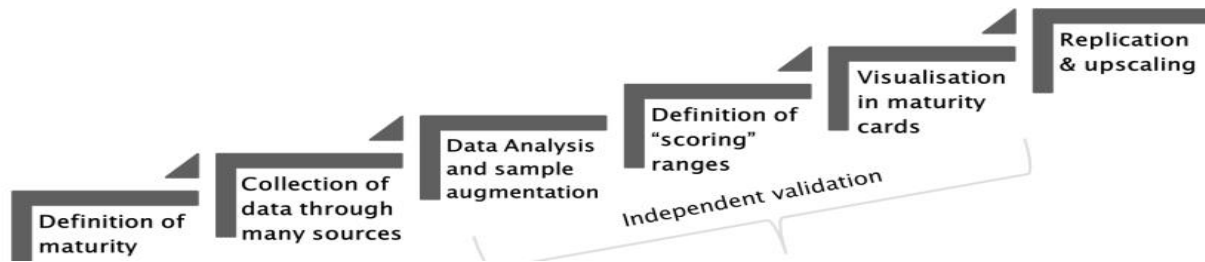 Definition of
maturity
Collection of
data through
many sources
Data Analysis
and sample
augmentation
Definition of
“scoring”
ranges
Visualisation
in maturity
cards
Replication
& upscaling
Independent validation